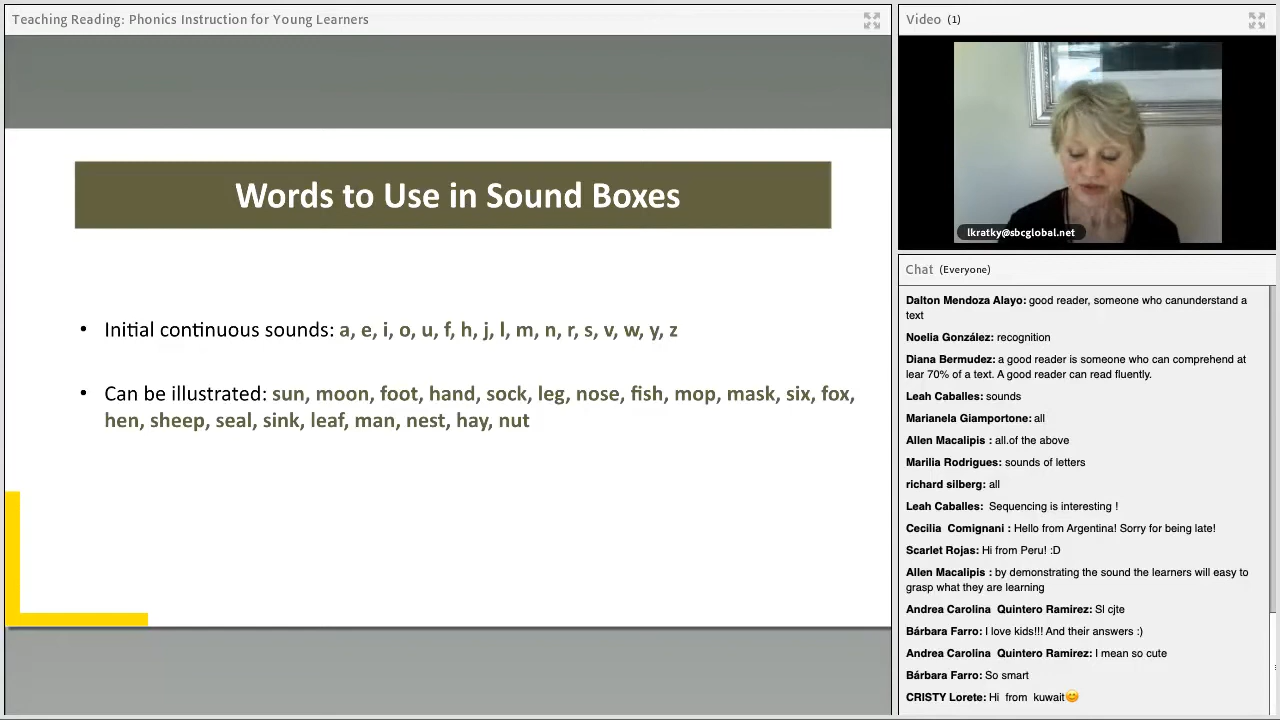 Teaching Reading: Phonics Instruction for Young Learners
Words to Use in Sound Boxes
• Initial continuous sounds: a, e, i, o, u, f, h, j, l, m, n, r, s, v, w, y, z
• Can be illustrated: sun, moon, foot, hand, sock, leg, nose, fish, mop, mask, six, fox,
hen, sheep, seal, sink, leaf, man, nest, hay, nut
Video (1)
lkratky@sbcglobal.net
Chat (Everyone)
Dalton Mendoza Alayo: good reader, someone who canunderstand a
text
Noelia González: recognition
Diana Bermudez: a good reader is someone who can comprehend at
lear 70% of a text. A good reader can read fluently.
Leah Caballes: sounds
Marianela Giamportone: all
Allen Macalipis : all.of the above
Marilia Rodrigues: sounds of letters
richard silberg: all
Leah Caballes: Sequencing is interesting !
Cecilia Comignani : Hello from Argentina! Sorry for being late!
Scarlet Rojas: Hi from Peru! :D
Allen Macalipis : by demonstrating the sound the learners will easy to
grasp what they are learning
Andrea Carolina Quintero Ramírez: Sl cjte
Bárbara Farro: I love kids!!! And their answers :)
Andrea Carolina Quintero Ramírez: I mean so cute
Bárbara Farro: So smart
CRISTY Lorete: Hi from kuwait😊